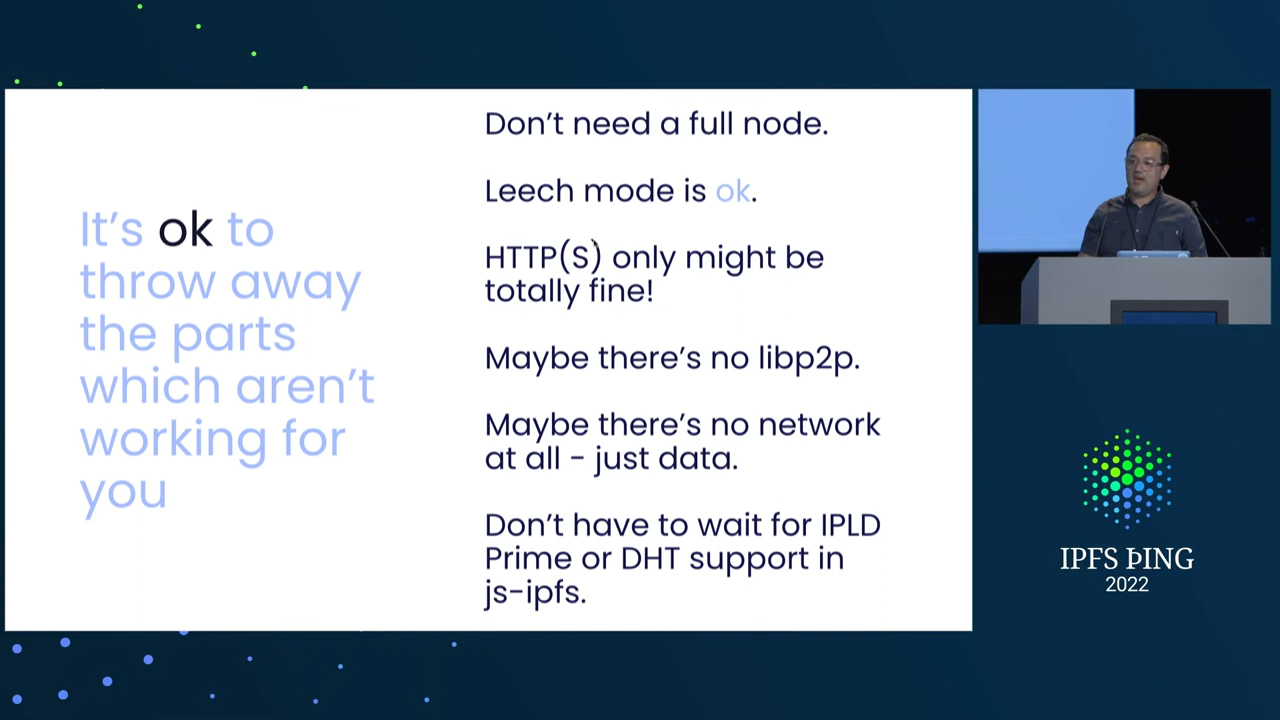 It's ok to
throw away
the parts
which aren't
working for
you
Don't need a full node.
Leech mode is ok.
HTTP(S) only might be
totally fine!
Maybe there's no libp2p.
Maybe there's no network
at all - just data.
Don't have to wait for IPLD
Prime or DHT support in
js-ipfs.
IPFS ÞING
2022